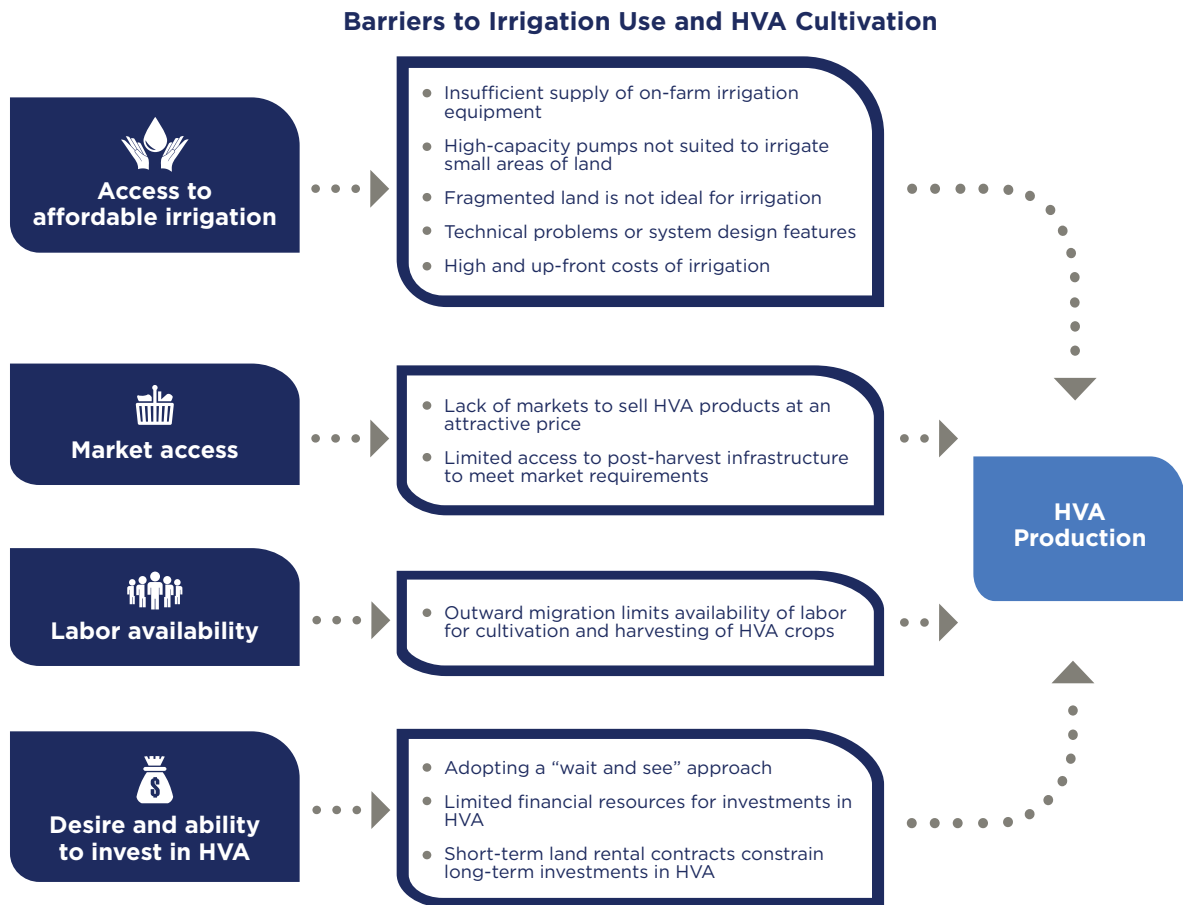 Barriers to Irrigation Use and HVA Cultivation
Access to
affordable irrigation
• Insufficient supply of on-farm irrigation
equipment
• High-capacity pumps not suited to irrigate
small areas of land
• Fragmented land is not ideal for irrigation
• Technical problems or system design features
• High and up-front costs of irrigation
Market access
• Lack of markets to sell HVA products at an
attractive price
• Limited access to post-harvest infrastructure
to meet market requirements
Labor availability
• Outward migration limits availability of labor
for cultivation and harvesting of HVA crops
Desire and ability
to invest in HVA
$
• Adopting a “wait and see” approach
• Limited financial resources for investments in
HVA
• Short-term land rental contracts constrain
long-term investments in HVA
HVA
Production